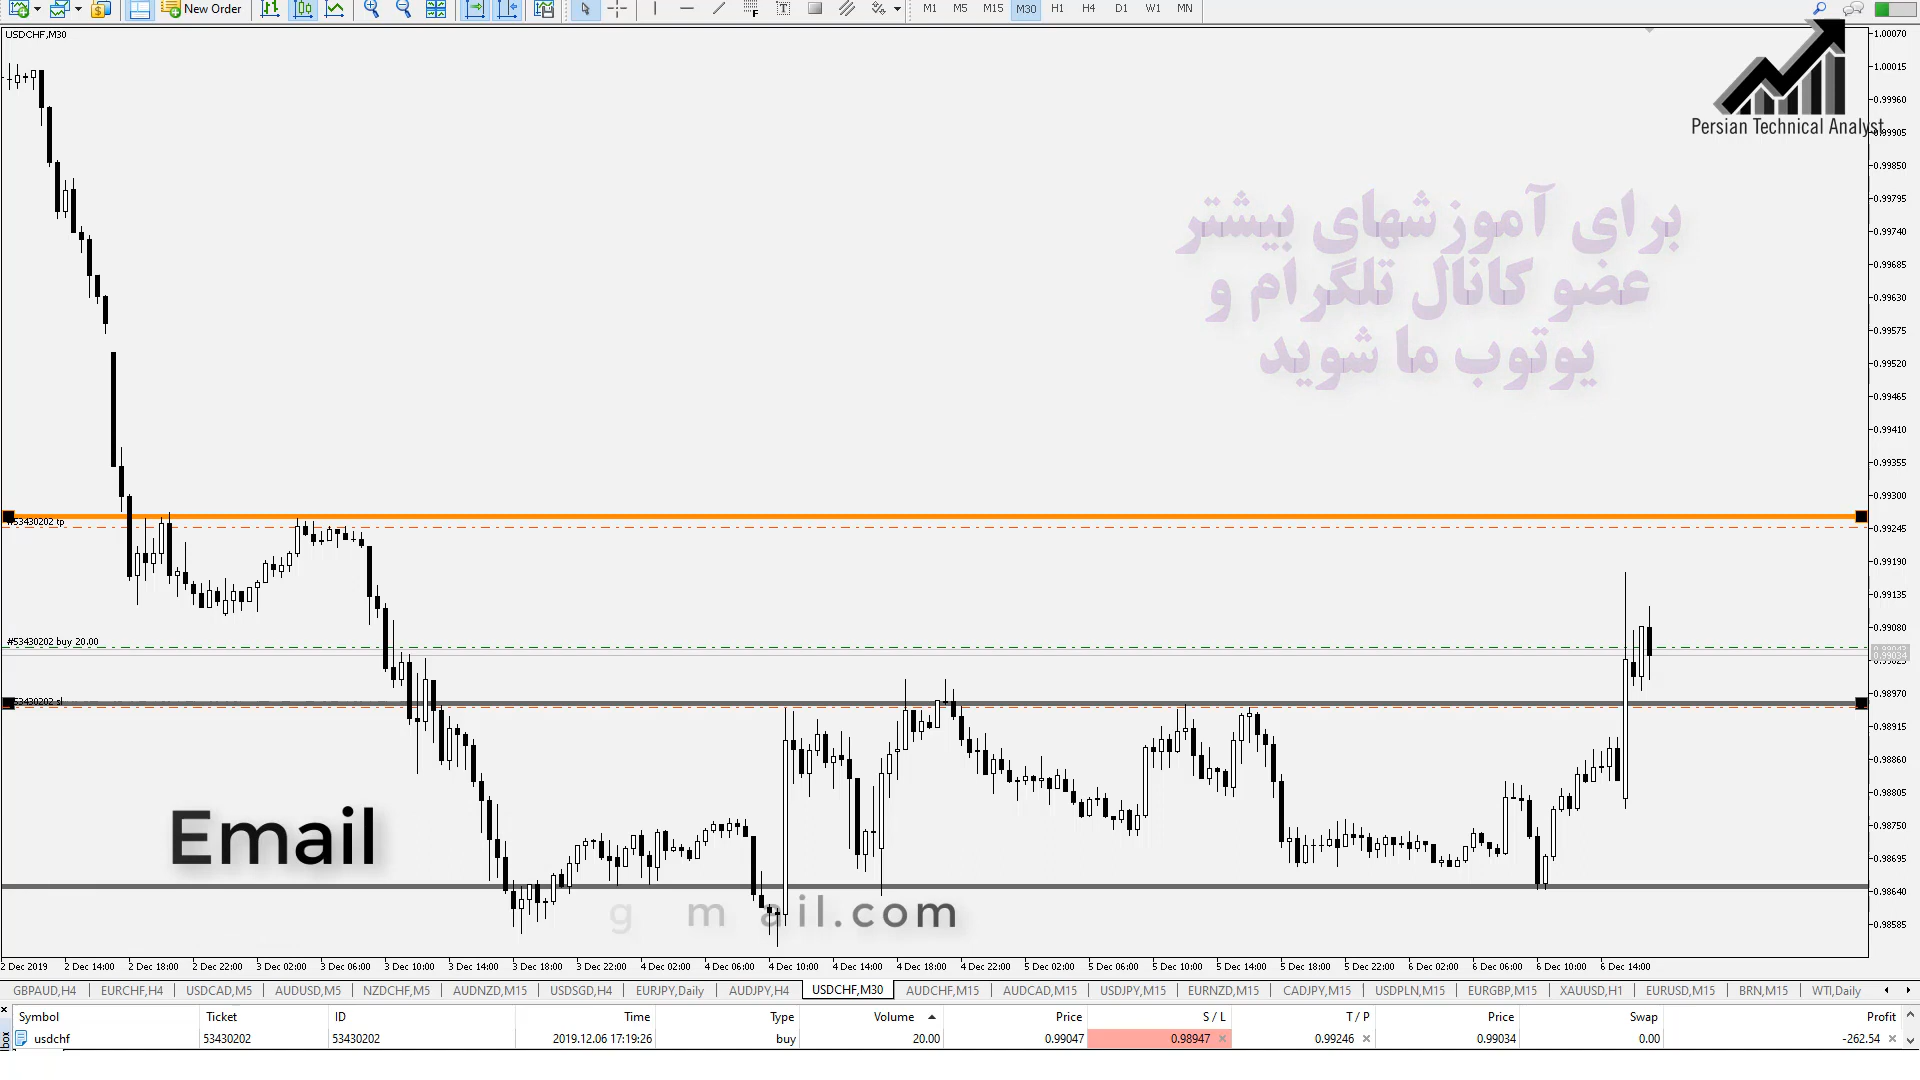 New Order
M1 M5 M15 M30 H1 H4 D1 W1 MN
USDCHF,M30
Persian Technical Analyst
برای آموزشهای بیشتر
عضو کانال تلگرام و
یوتوب ما شوید
1.00070
1.00015
0.99960
0.99905
0.99850
0.99795
0.99740
0.99685
0.99630
0.99575
0.99520
0.99465
0.99410
0.99355
0.99300
0.99245
0.99190
0.99135
0.99080
0.99034
0.98970
0.98915
0.98860
0.98805
0.98750
0.98695
0.98640
0.98585
#53430202 tp
#53430202 buy 20.00
53430202 sl
Email
gmail.com
2 Dec 2019 2 Dec 14:00 2 Dec 18:00 2 Dec 22:00 3 Dec 02:00 3 Dec 06:00 3 Dec 10:00 3 Dec 14:00 3 Dec 18:00 3 Dec 22:00 4 Dec 02:00 4 Dec 06:00 4 Dec 10:00 4 Dec 14:00 4 Dec 18:00 4 Dec 22:00 5 Dec 02:00 5 Dec 06:00 5 Dec 10:00 5 Dec 14:00 5 Dec 18:00 5 Dec 22:00 6 Dec 02:00 6 Dec 06:00 6 Dec 10:00 6 Dec 14:00
GBPAUD,H4 EURCHF,H4 USDCAD,M5 AUDUSD,M5 NZDCHF,M5 AUDNZD,M15 USDSGD,H4 EURJPY,Daily AUDJPY,H4 USDCHF,M30 AUDCHF,M15 AUDCAD,M15 USDJPY,M15 EURNZD,M15 CADJPY,M15 USDPLN,M15 EURGBP,M15 XAUUSD,H1 EURUSD,M15 BRN,M15 WTI,Daily
Symbol Ticket ID Time Type Volume Price S / L T / P Price Swap Profit
usdchf 53430202 53430202 2019.12.06 17:19:26 buy 20.00 0.99047 0.98947 0.99246 0.99034 0.00 -262.54